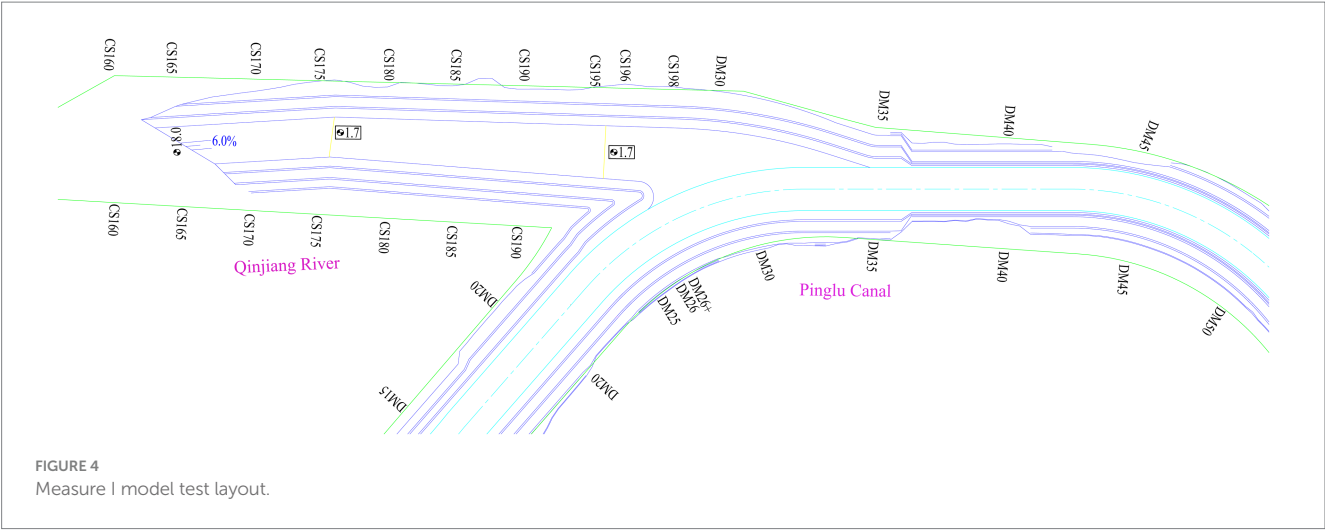 CS160
CS165
CS170
CS175
CS180
CS185
CS190
CS195
CS196
CS198
DM30
DM35
DM40
DM45
0.81
6.0%
1.7
1.7
CS160
CS165
CS170
CS175
CS180
CS185
CS190
Qinjiang River
DM20
DM15
DM20
DM25
DM26
DM26+
DM30
DM35
DM40
DM45
DM50
Pinglu Canal
FIGURE 4
Measure I model test layout.